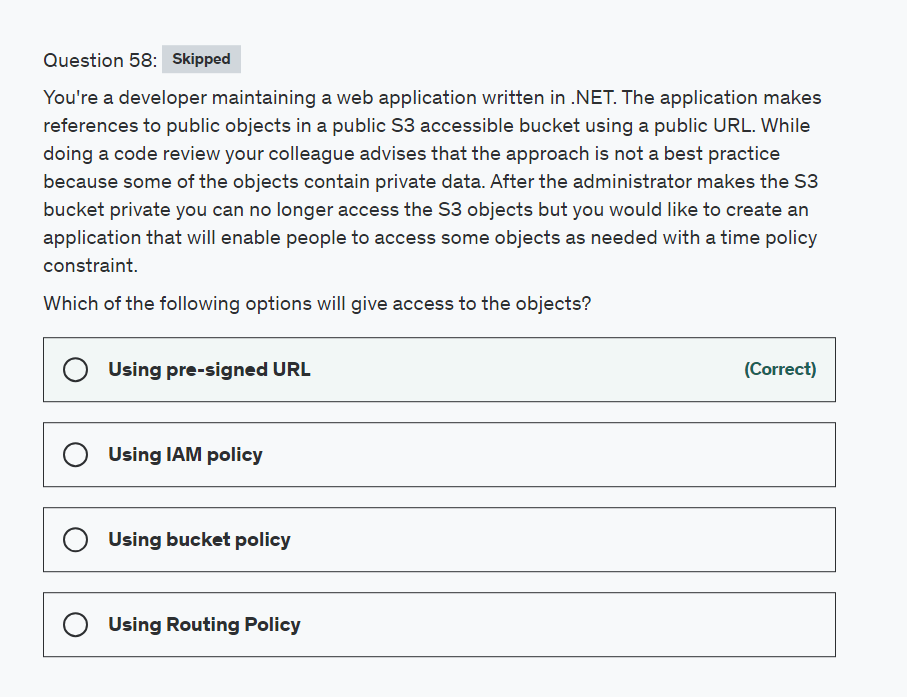 Question 58: Skipped
You're a developer maintaining a web application written in .NET. The application makes
references to public objects in a public S3 accessible bucket using a public URL. While
doing a code review your colleague advises that the approach is not a best practice
because some of the objects contain private data. After the administrator makes the S3
bucket private you can no longer access the S3 objects but you would like to create an
application that will enable people to access some objects as needed with a time policy
constraint.
Which of the following options will give access to the objects?
Using pre-signed URL (Correct)
Using IAM policy
Using bucket policy
Using Routing Policy